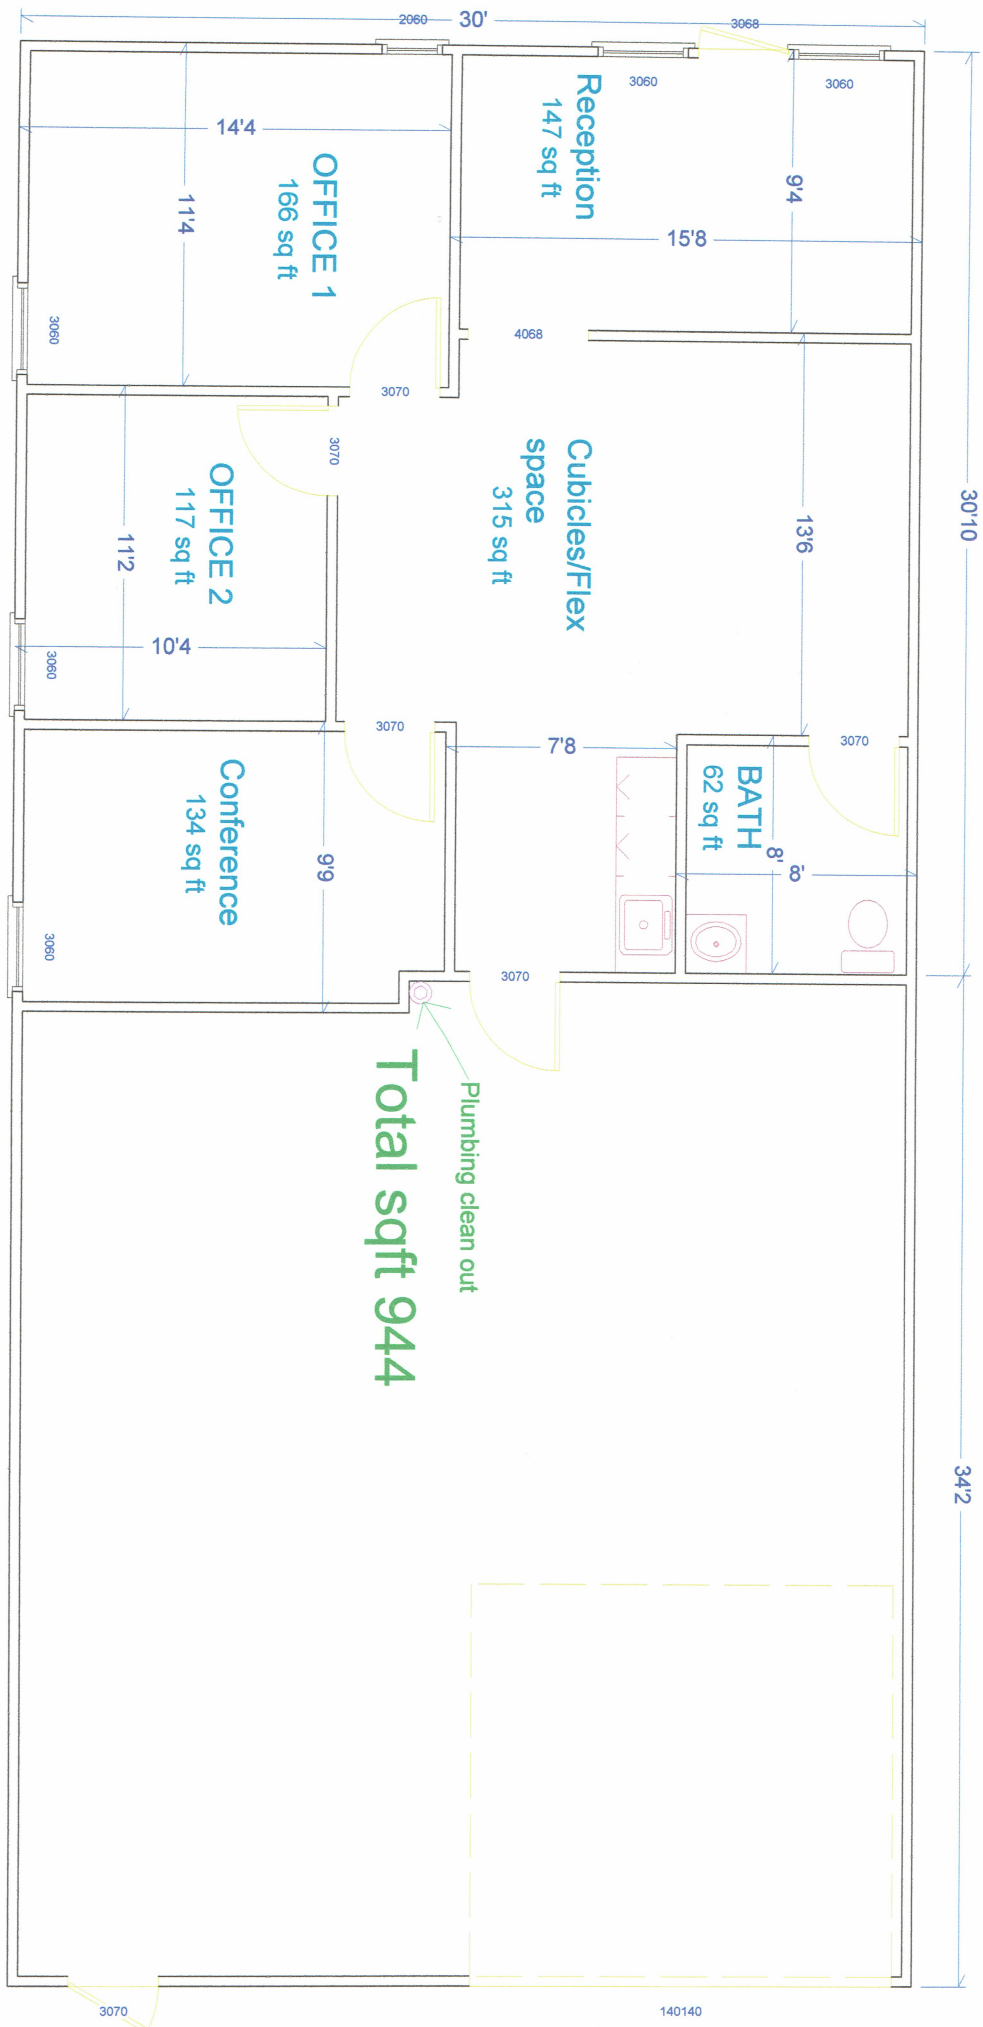 2060
30'
3068
3060
3060
Reception
147 sq ft
9'4
15'8
14'4
OFFICE 1
166 sq ft
11'4
3060
4068
3070
3070
30'10
Cubicles/Flex
space
315 sq ft
13'6
OFFICE 2
117 sq ft
11'2
10'4
3060
3070
7'8
3070
BATH
62 sq ft
8'
8'
Conference
134 sq ft
9'9
3060
3070
Plumbing clean out
Total sqft 944
34'2
3070
140140